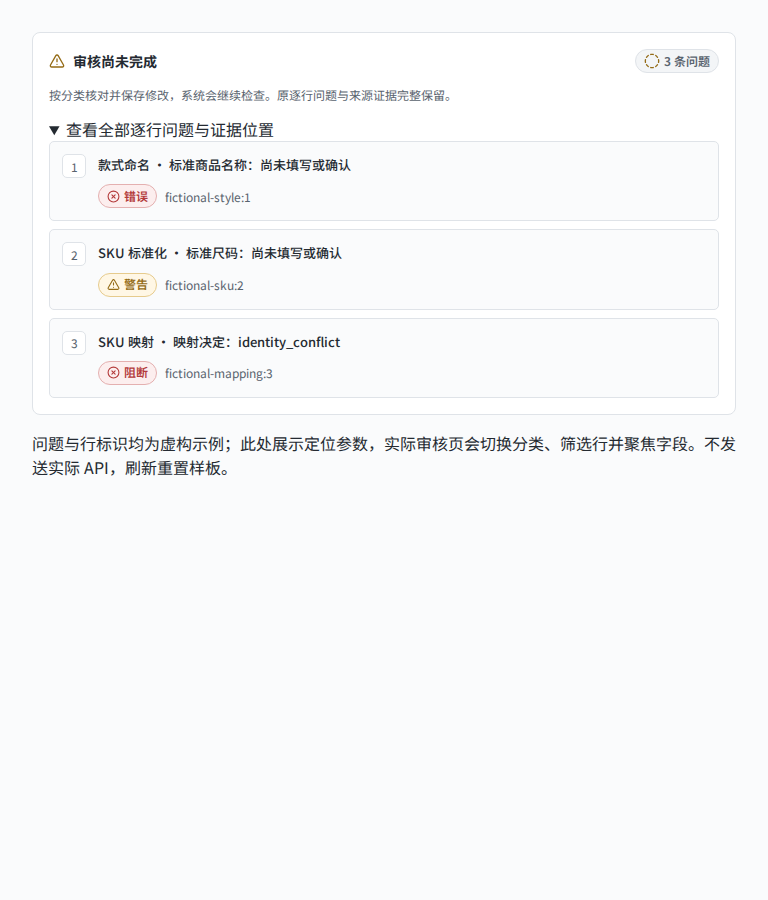 审核尚未完成
3 条问题
按分类核对并保存修改，系统会继续检查。原逐行问题与来源证据完整保留。
▼ 查看全部逐行问题与证据位置
1
款式命名 · 标准商品名称：尚未填写或确认
错误 fictional-style:1
2
SKU 标准化 · 标准尺码：尚未填写或确认
警告 fictional-sku:2
3
SKU 映射 · 映射决定：identity_conflict
阻断 fictional-mapping:3
问题与行标识均为虚构示例；此处展示定位参数，实际审核页会切换分类、筛选行并聚焦字段。不发
送实际 API，刷新重置样板。